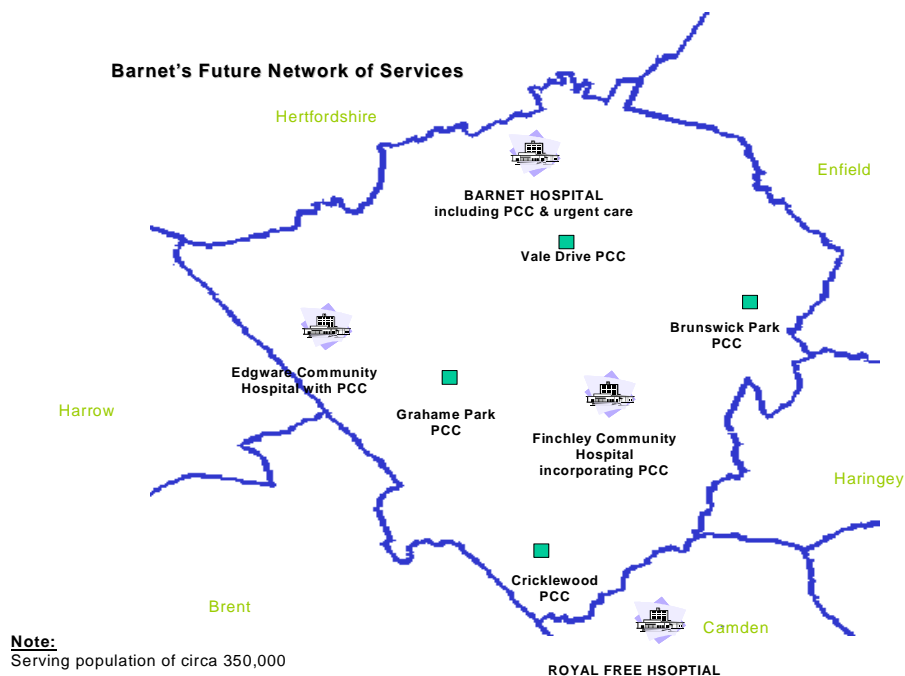 Barnet's Future Network of Services
Hertfordshire
Enfield
BARNET HOSPITAL
including PCC & urgent care
Vale Drive PCC
Brunswick Park
PCC
Edgware Community
Hospital with PCC
Harrow
Grahame Park
PCC
Finchley Community
Hospital
incorporating PCC
Haringey
Cricklewood
PCC
Brent
Camden
Note:
Serving population of circa 350,000
ROYAL FREE HSOPTIAL